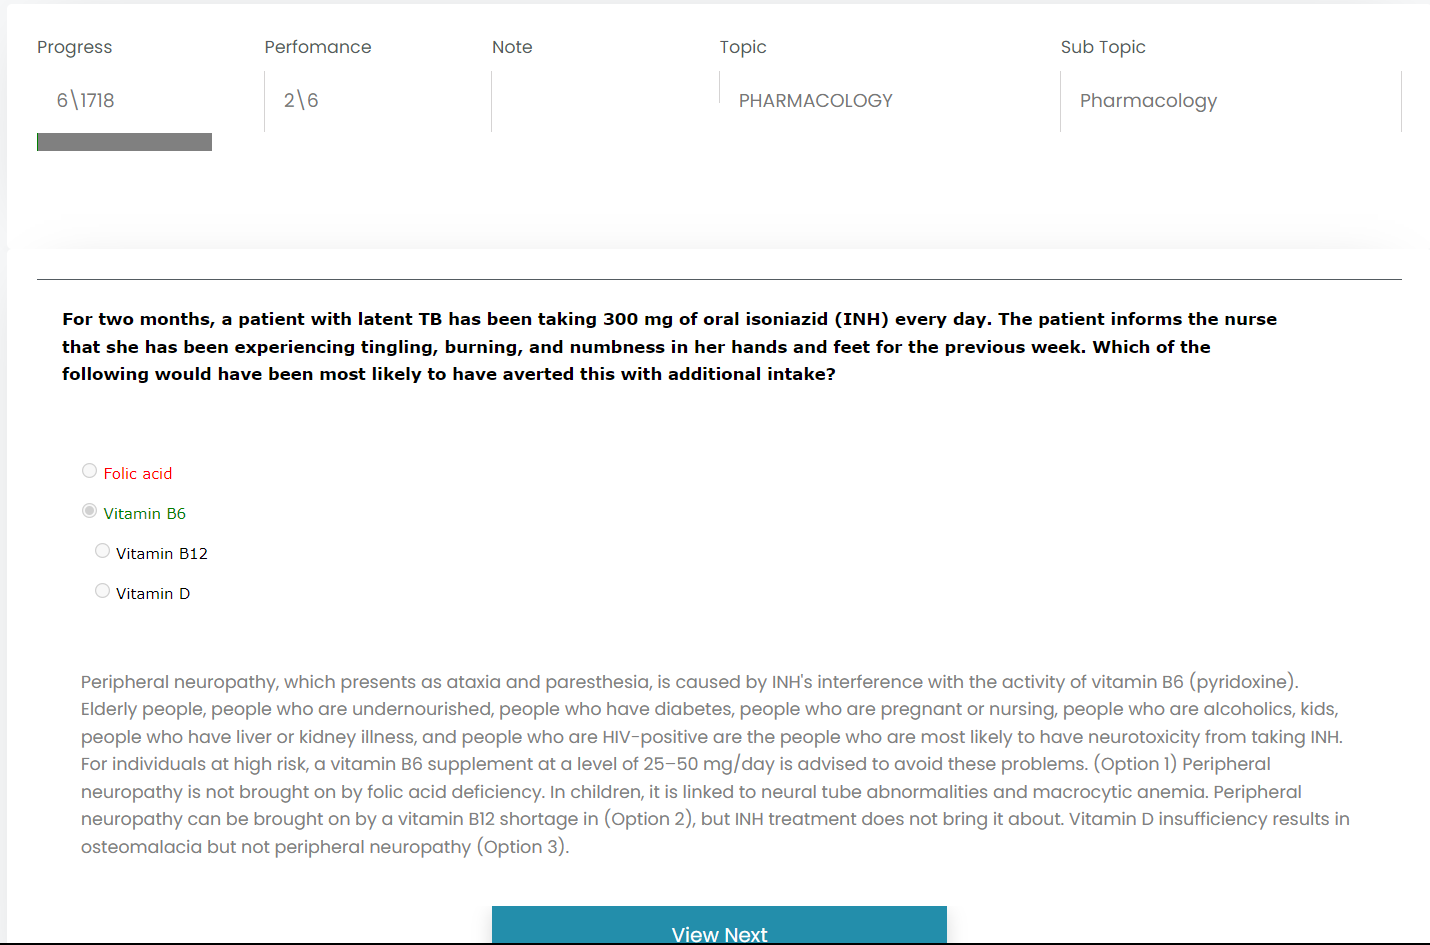 Progress
Perfomance
Note
Topic
Sub Topic
6\1718
2\6
PHARMACOLOGY
Pharmacology
For two months, a patient with latent TB has been taking 300 mg of oral isoniazid (INH) every day. The patient informs the nurse
that she has been experiencing tingling, burning, and numbness in her hands and feet for the previous week. Which of the
following would have been most likely to have averted this with additional intake?
Folic acid
Vitamin B6
Vitamin B12
Vitamin D
Peripheral neuropathy, which presents as ataxia and paresthesia, is caused by INH's interference with the activity of vitamin B6 (pyridoxine).
Elderly people, people who are undernourished, people who have diabetes, people who are pregnant or nursing, people who are alcoholics, kids,
people who have liver or kidney illness, and people who are HIV-positive are the people who are most likely to have neurotoxicity from taking INH.
For individuals at high risk, a vitamin B6 supplement at a level of 25–50 mg/day is advised to avoid these problems. (Option 1) Peripheral
neuropathy is not brought on by folic acid deficiency. In children, it is linked to neural tube abnormalities and macrocytic anemia. Peripheral
neuropathy can be brought on by a vitamin B12 shortage in (Option 2), but INH treatment does not bring it about. Vitamin D insufficiency results in
osteomalacia but not peripheral neuropathy (Option 3).
View Next